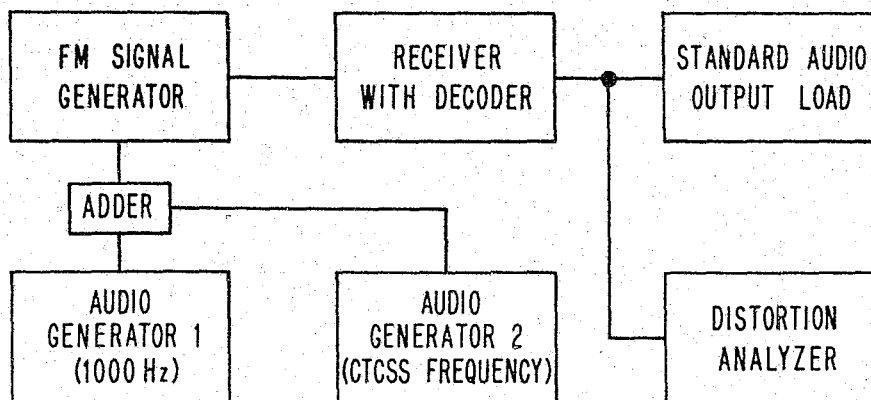 FM SIGNAL
GENERATOR
RECEIVER
WITH DECODER
STANDARD AUDIO
OUTPUT LOAD
ADDER
AUDIO
GENERATOR 1
(1000 Hz)
AUDIO
GENERATOR 2
(CTCSS FREQUENCY)
DISTORTION
ANALYZER